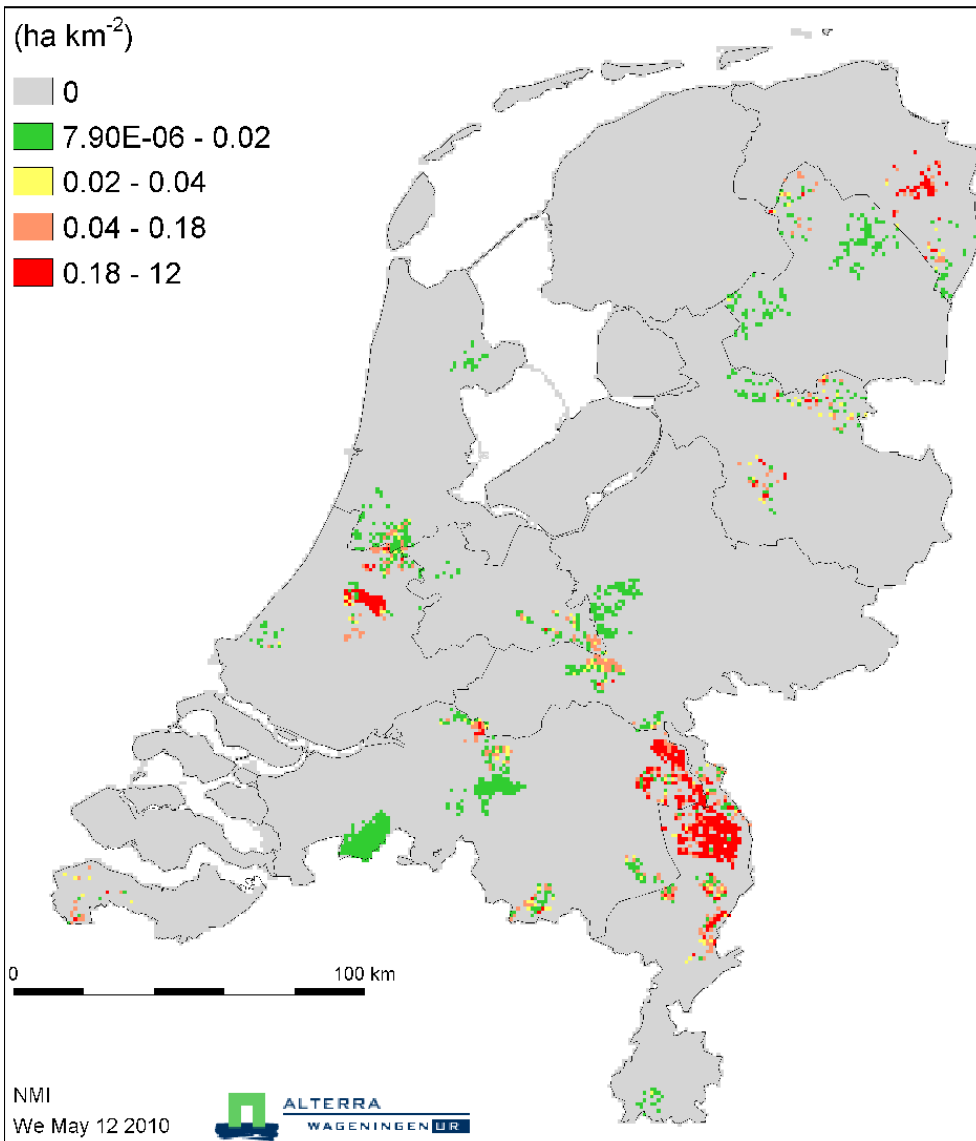 (ha km-2)
0
7.90E-06 - 0.02
0.02 - 0.04
0.04 - 0.18
0.18 - 12
0 100 km
NMI
We May 12 2010
ALTERRA
WAGENINGEN UR